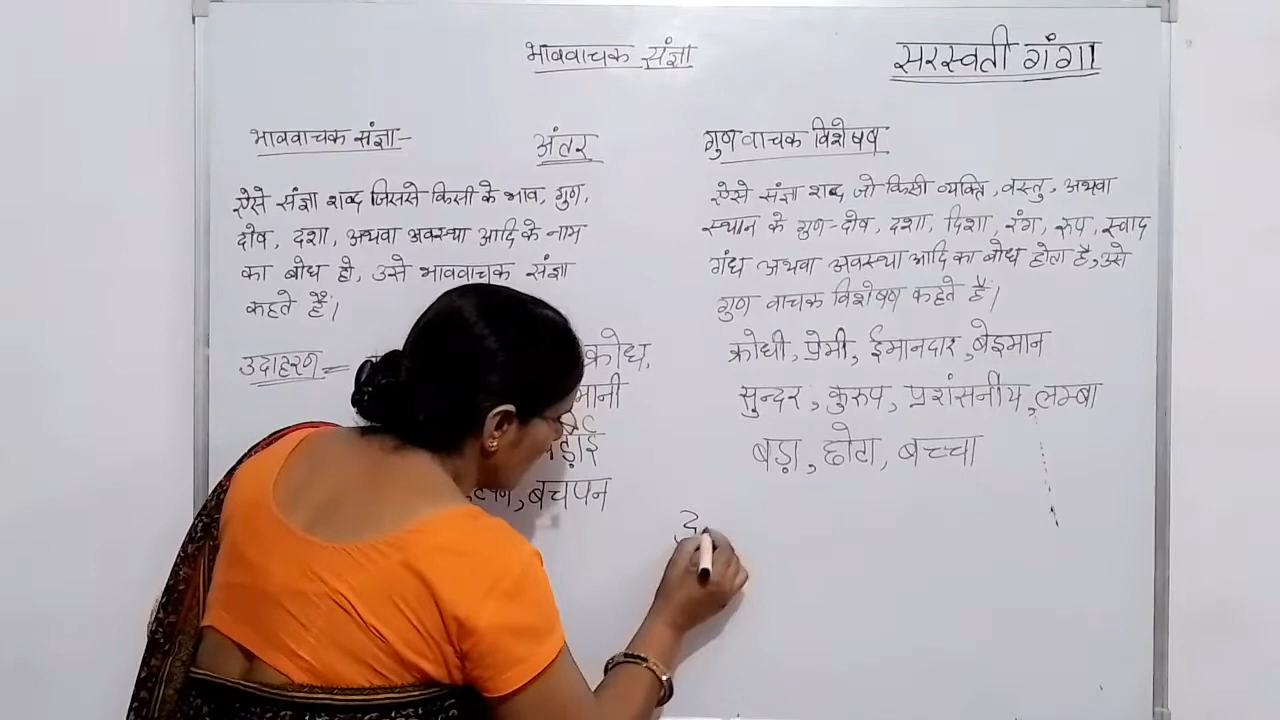 भाववाचक संज्ञा
सरस्वती गंगा
अंतर
भाववाचक संज्ञा-
ऐसे संज्ञा शब्द जिससे किसी के भाव, गुण,
दोष, दशा, अथवा अवस्था आदि के नाम
का बोध हो, उसे भाववाचक संज्ञा
कहते हैं।
उदाहरण = क्रोध,
बचपन
गुण वाचक विशेषण
ऐसे संज्ञा शब्द जो किसी व्यक्ति, वस्तु, अथवा
स्थान के गुण-दोष, दशा, दिशा, रंग, रुप, स्वाद
गंध अथवा अवस्था आदि का बोध होता है, उसे
गुण वाचक विशेषण कहते हैं।
क्रोधी, प्रेमी, ईमानदार, बेइमान
सुन्दर, कुरुप, प्रशंसनीय, लम्बा
बड़ा, छोटा, बच्चा